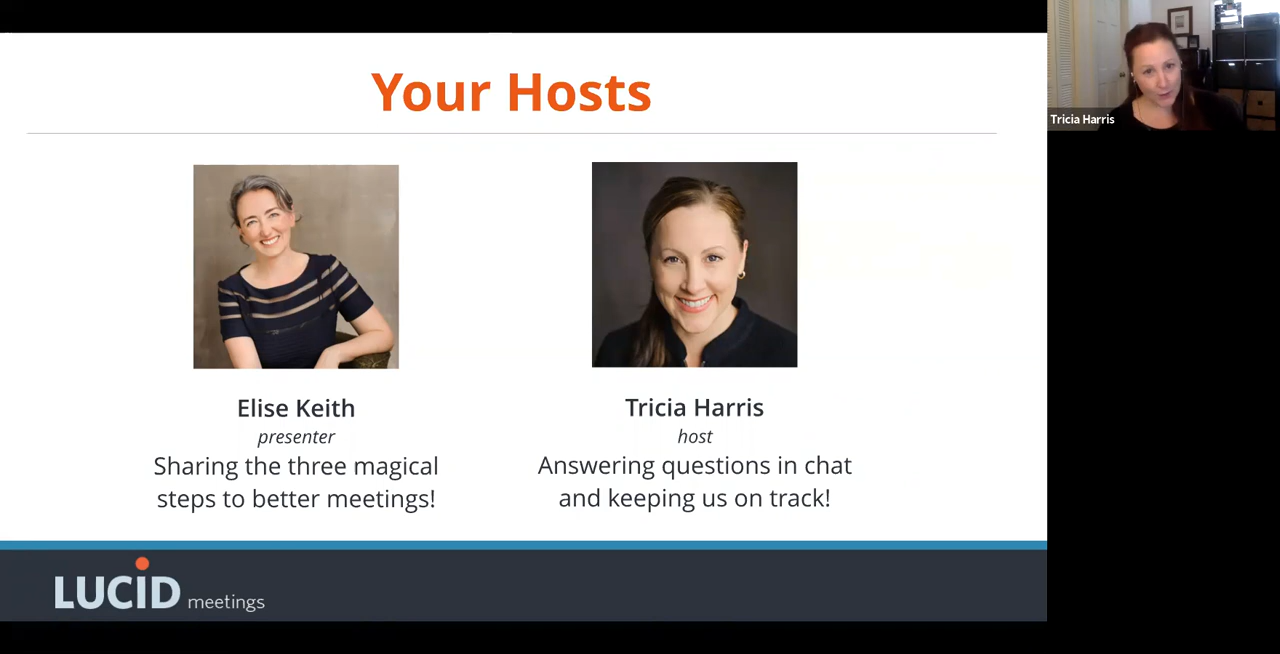 Your Hosts
Tricia Harris
Elise Keith
presenter
Sharing the three magical
steps to better meetings!
Tricia Harris
host
Answering questions in chat
and keeping us on track!
LUCID meetings